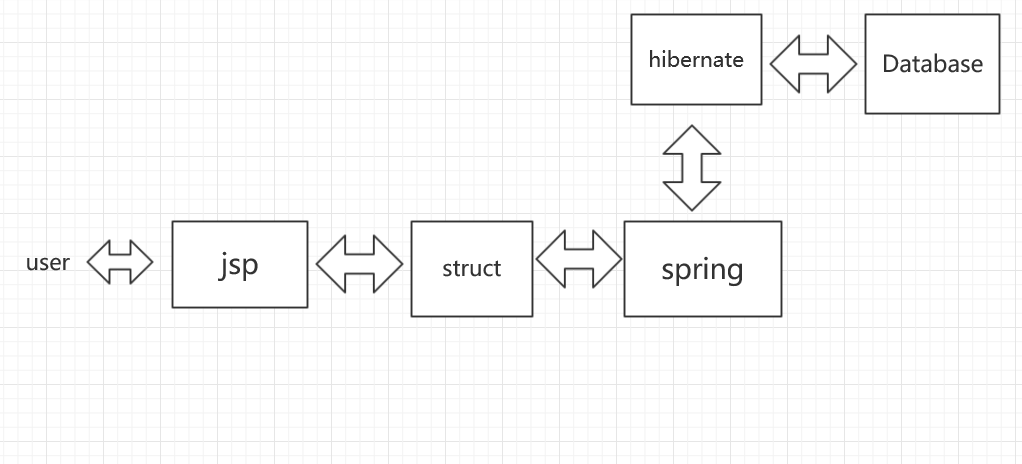 hibernate
Database
user
jsp
struct
spring